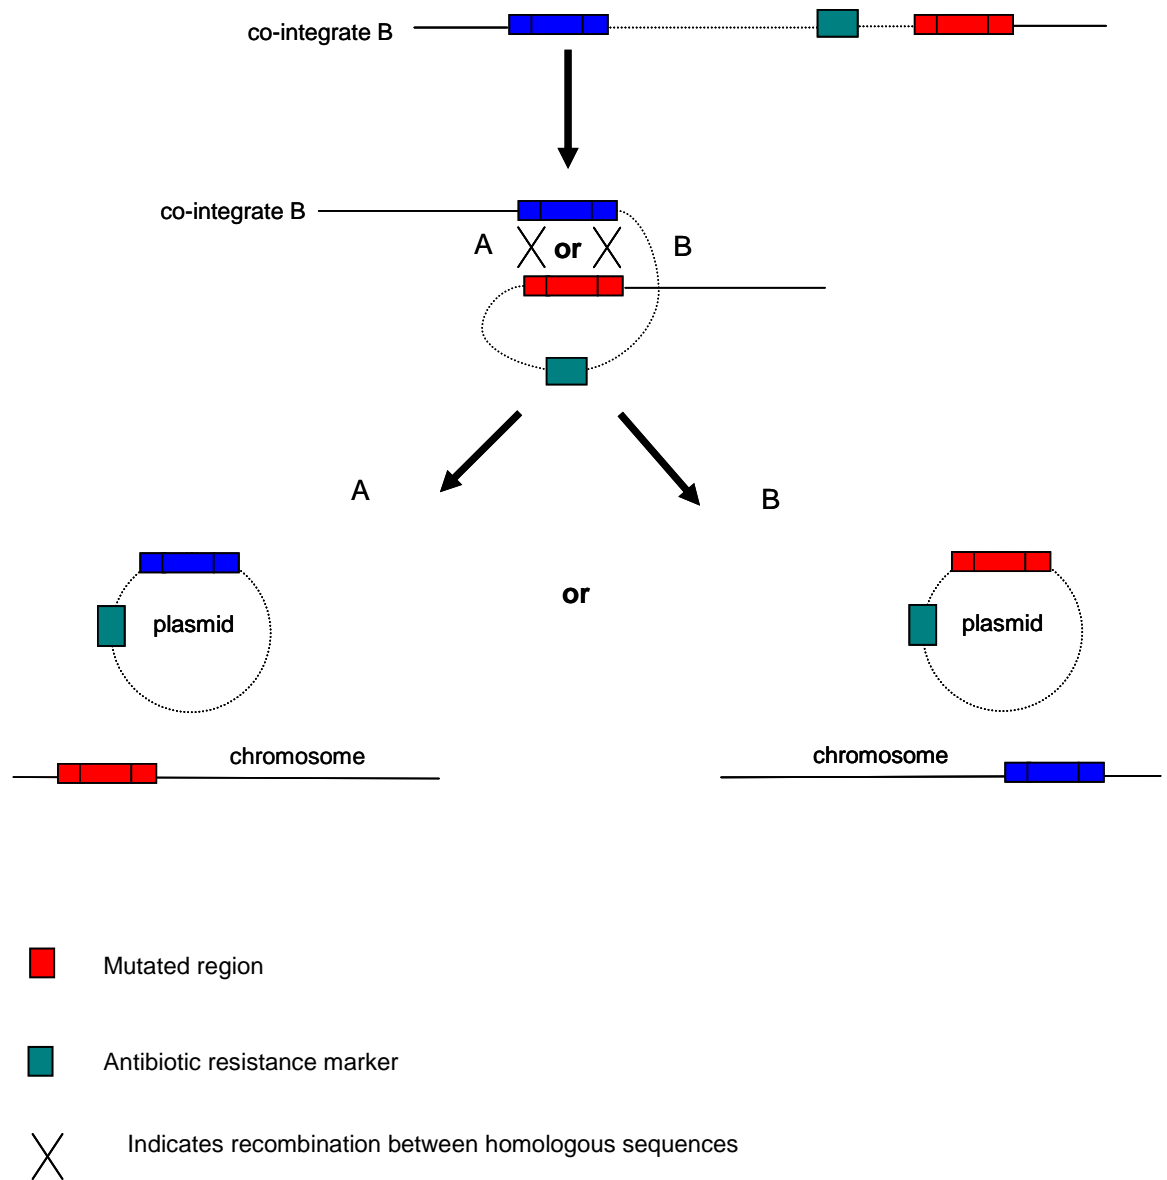 co-integrate B
co-integrate B
A or B
A B
or
plasmid plasmid
chromosome chromosome
Mutated region
Antibiotic resistance marker
Indicates recombination between homologous sequences